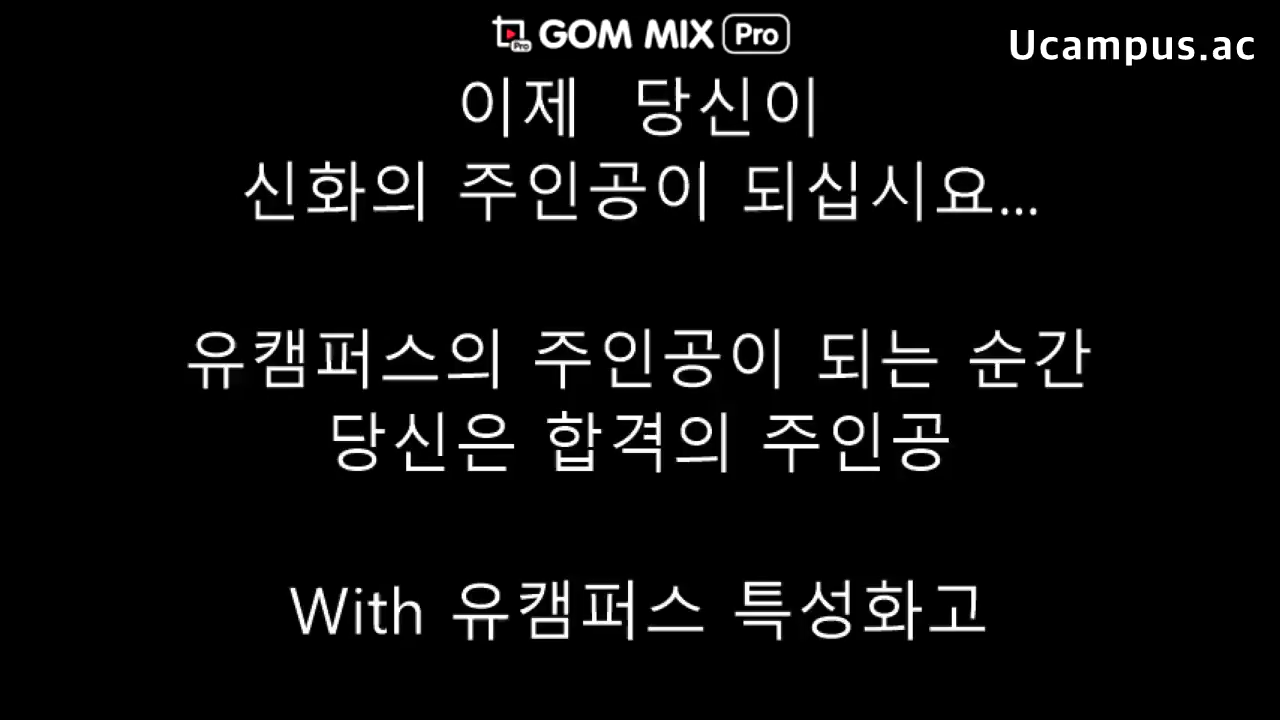 GOM MIX Pro
Ucampus.ac
이제 당신이
신화의 주인공이 되십시요...
유캠퍼스의 주인공이 되는 순간
당신은 합격의 주인공
With 유캠퍼스 특성화고